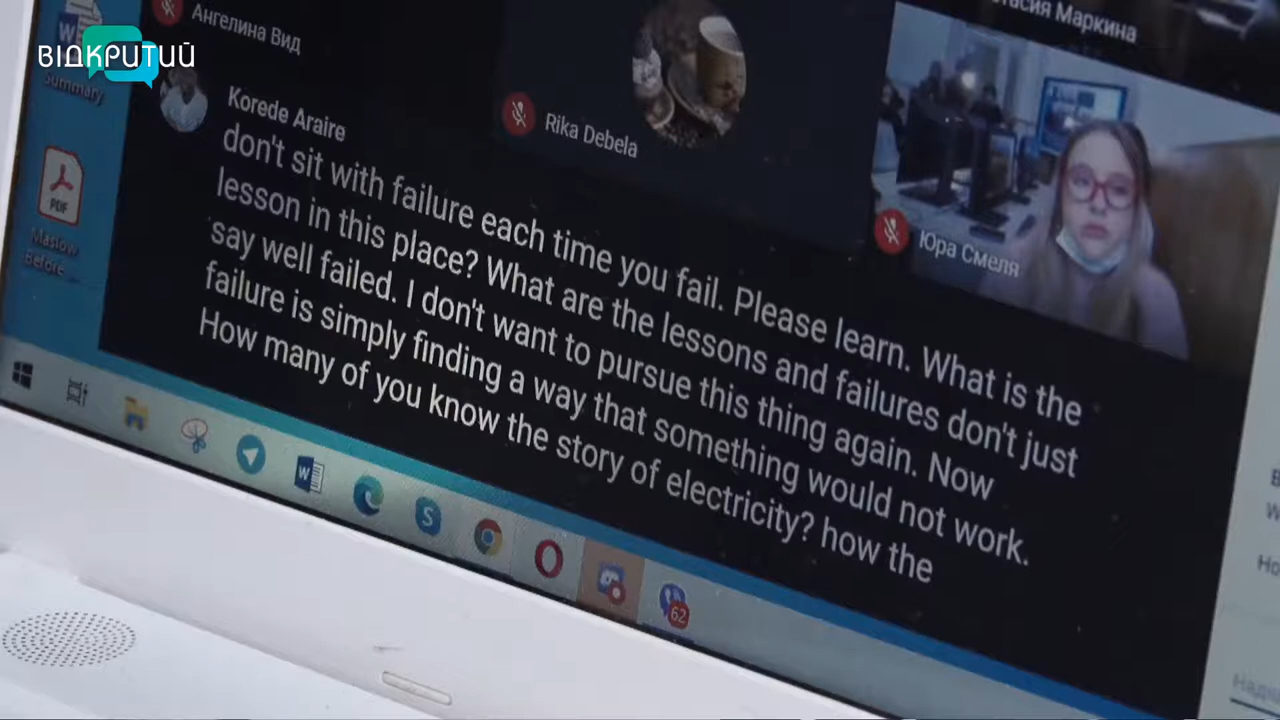 ВІДКРИТИЙ
Summary
Ангелина Вид
Маркина
Korede Araire
Rika Debela
Юра Смеля
don't sit with failure each time you fail. Please learn. What is the
lesson in this place? What are the lessons and failures don't just
say well failed. I don't want to pursue this thing again. Now
failure is simply finding a way that something would not work.
How many of you know the story of electricity? how the
PDF
Maslow
Before ...
W
S
62